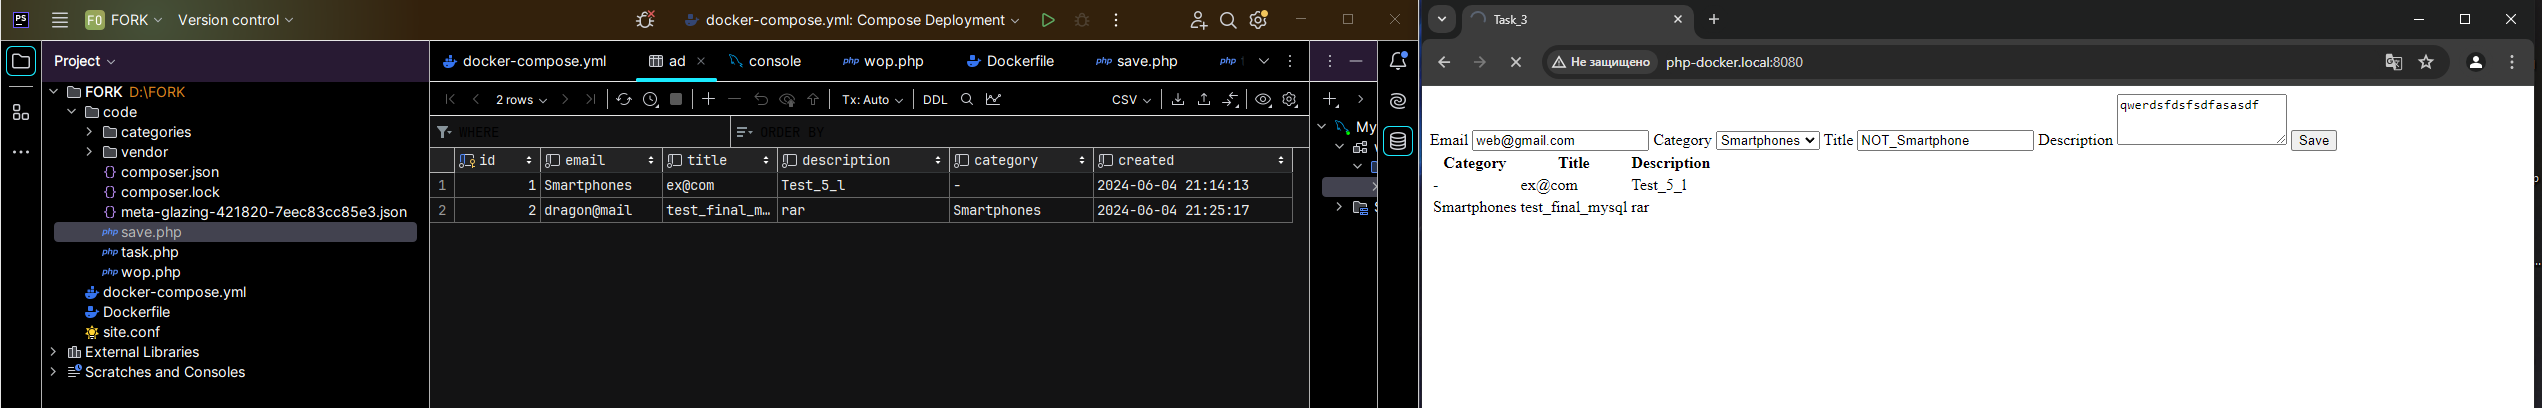 PS FO FORK Version control docker-compose.yml: Compose Deployment
Project
docker-compose.yml ad console wop.php Dockerfile save.php
FORK D:\FORK
code
categories
vendor
composer.json
composer.lock
meta-glazing-421820-7eec83cc85e3.json
save.php
task.php
wop.php
docker-compose.yml
Dockerfile
site.conf
External Libraries
Scratches and Consoles
2 rows Tx: Auto DDL CSV
WHERE ORDER BY
id email title description category created
1 1 Smartphones ex@com Test_5_l - 2024-06-04 21:14:13
2 2 dragon@mail test_final_m… rar Smartphones 2024-06-04 21:25:17
My
Task_3
Не защищено php-docker.local:8080
Email web@gmail.com Category Smartphones Title NOT_Smartphone Description qwerdsfdsfsdfasasdf Save
Category Title Description
- ex@com Test_5_l
Smartphones test_final_mysql rar